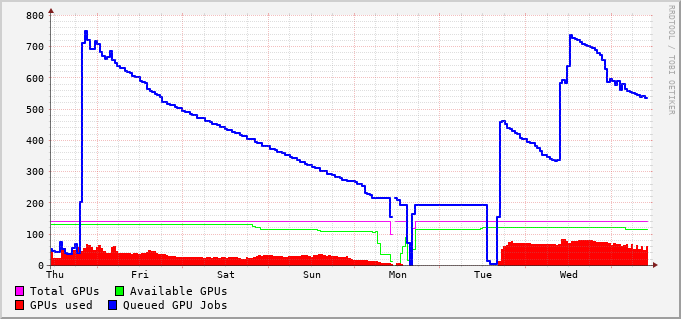 800
700
600
500
400
300
200
100
0
Thu Fri Sat Sun Mon Tue Wed
Total GPUs Available GPUs
GPUs used Queued GPU Jobs
RRDTOOL / TOBI OETIKER